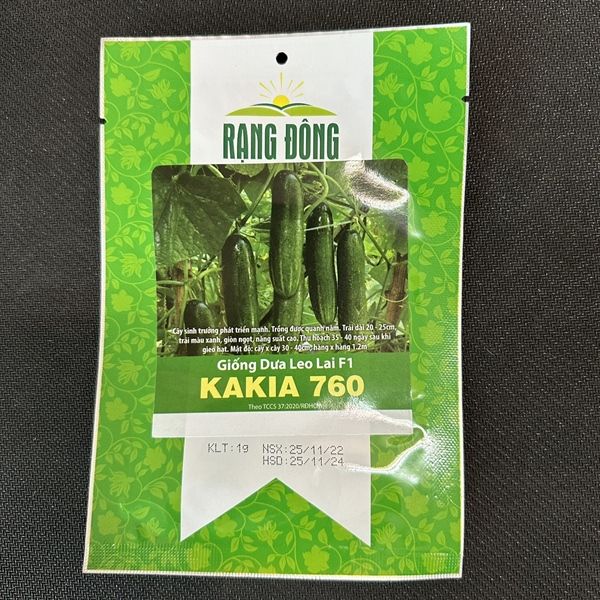 RẠNG ĐÔNG
Cây sinh trưởng phát triển mạnh. Trồng được quanh năm. Trái dài 20 - 25cm,
trái màu xanh, giòn ngọt, năng suất cao. Thu hoạch 35 - 40 ngày sau khi
gieo hạt. Mật độ: cây x cây 30 - 40cm; hàng x hàng 1.2m
Giống Dưa Leo Lai F1
KAKIA 760
Theo TCCS 37:2020/RĐHCM
KLT:1g NSX:25/11/22
HSD:25/11/24